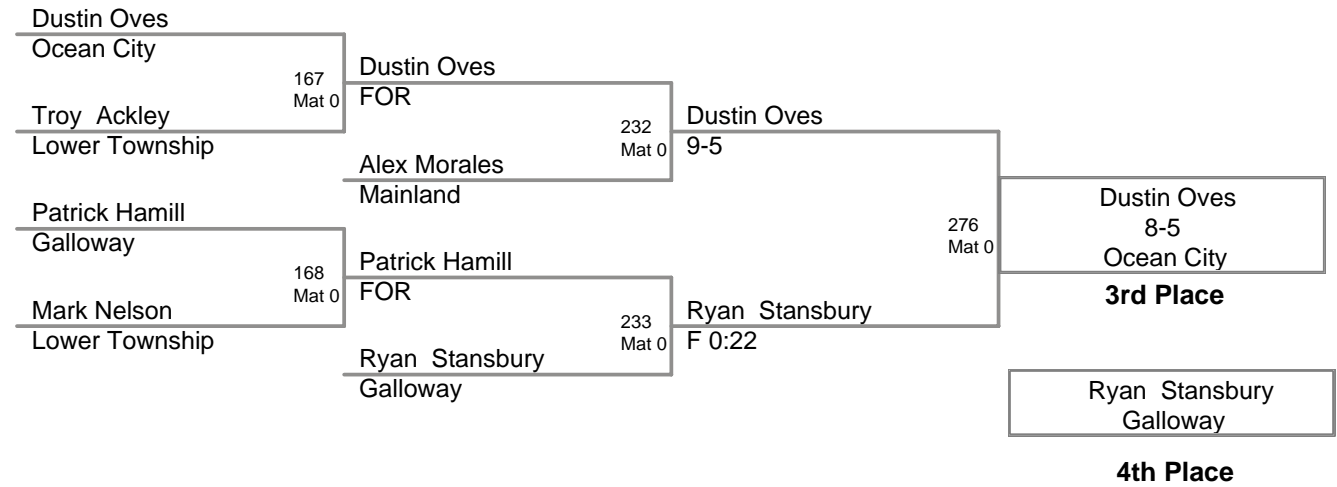 Dustin Oves
Ocean City
167
Mat 0
Troy Ackley
Lower Township
Dustin Oves
FOR
232
Mat 0
Alex Morales
Mainland
Dustin Oves
9-5
Patrick Hamill
Galloway
168
Mat 0
Mark Nelson
Lower Township
Patrick Hamill
FOR
233
Mat 0
Ryan Stansbury
Galloway
Ryan Stansbury
F 0:22
276
Mat 0
Dustin Oves
8-5
Ocean City
3rd Place
Ryan Stansbury
Galloway
4th Place